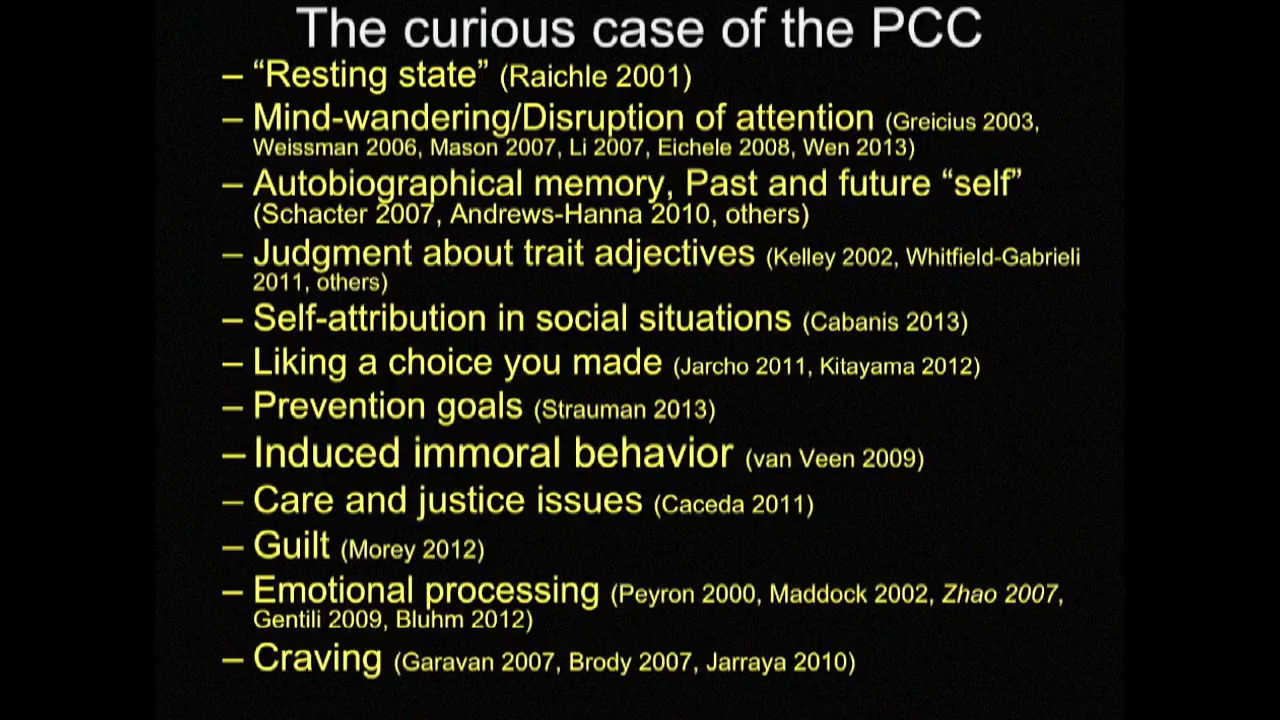 The curious case of the PCC
– “Resting state” (Raichle 2001)
– Mind-wandering/Disruption of attention (Greicius 2003,
Weissman 2006, Mason 2007, Li 2007, Eichele 2008, Wen 2013)
– Autobiographical memory, Past and future “self”
(Schacter 2007, Andrews-Hanna 2010, others)
– Judgment about trait adjectives (Kelley 2002, Whitfield-Gabrieli
2011, others)
– Self-attribution in social situations (Cabanis 2013)
– Liking a choice you made (Jarcho 2011, Kitayama 2012)
– Prevention goals (Strauman 2013)
– Induced immoral behavior (van Veen 2009)
– Care and justice issues (Caceda 2011)
– Guilt (Morey 2012)
– Emotional processing (Peyron 2000, Maddock 2002, Zhao 2007,
Gentili 2009, Bluhm 2012)
– Craving (Garavan 2007, Brody 2007, Jarraya 2010)